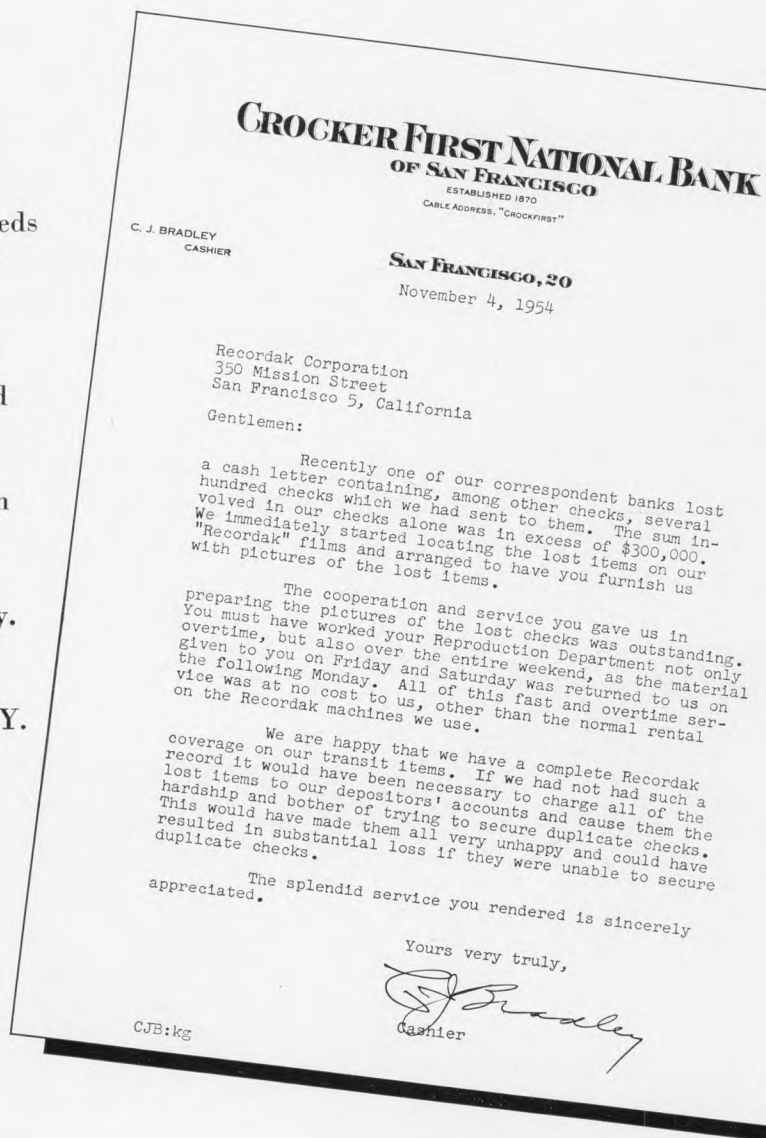 eds
d
n
y.
Y.
CROCKER FIRST NATIONAL BANK
OF SAN FRANCISCO
ESTABLISHED 1870
CABLE ADDRESS, "CROCKFIRST"
C. J. BRADLEY
CASHIER
SAN FRANCISCO, 20
November 4, 1954
Recordak Corporation
350 Mission Street
San Francisco 5, California
Gentlemen:
Recently one of our correspondent banks lost
a cash letter containing, among other checks, several
hundred checks which we had sent to them. The sum in-
volved in our checks alone was in excess of $300,000.
We immediately started locating the lost items on our
"Recordak" films and arranged to have you furnish us
with pictures of the lost items.
The cooperation and service you gave us in
preparing the pictures of the lost checks was outstanding.
You must have worked your Reproduction Department not only
overtime, but also over the entire weekend, as the material
given to you on Friday and Saturday was returned to us on
the following Monday. All of this fast and overtime ser-
vice was at no cost to us, other than the normal rental
on the Recordak machines we use.
We are happy that we have a complete Recordak
coverage on our transit items. If we had not had such a
record it would have been necessary to charge all of the
lost items to our depositors' accounts and cause them the
hardship and bother of trying to secure duplicate checks.
This would have made them all very unhappy and could have
resulted in substantial loss if they were unable to secure
duplicate checks.
The splendid service you rendered is sincerely
appreciated.
Yours very truly,
CJ Bradley
Cashier
CJB:kg